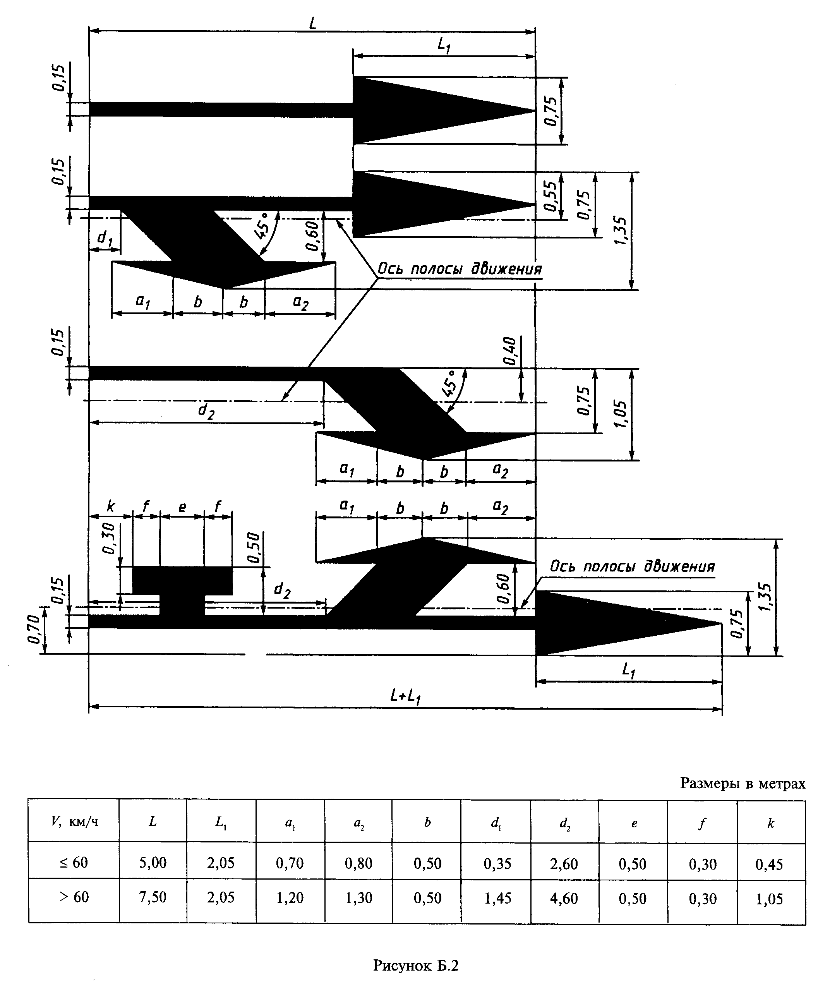 L
L₁
0,15
0,75
0,15
0,55
0,75
1,35
45°
0,60
d₁
Ось полосы движения
a₁ b b a₂
0,15
0,40
45°
0,75
1,05
d₂
a₁ b b a₂
k f e f
a₁ b b a₂
0,30
0,50
Ось полосы движения
0,15
d₂
0,60
1,35
0,70
0,75
L₁
L+L₁
Размеры в метрах
V, км/ч L L₁ a₁ a₂ b d₁ d₂ e f k
≤ 60 5,00 2,05 0,70 0,80 0,50 0,35 2,60 0,50 0,30 0,45
> 60 7,50 2,05 1,20 1,30 0,50 1,45 4,60 0,50 0,30 1,05
Рисунок Б.2